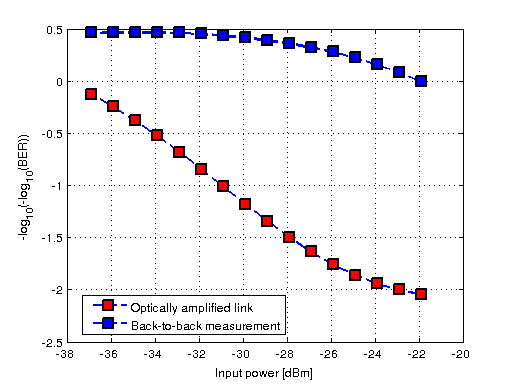 0.5
0
-0.5
-1
-1.5
-2
-2.5
-log10(-log10(BER))
Optically amplified link
Back-to-back measurement
-38 -36 -34 -32 -30 -28 -26 -24 -22 -20
Input power [dBm]